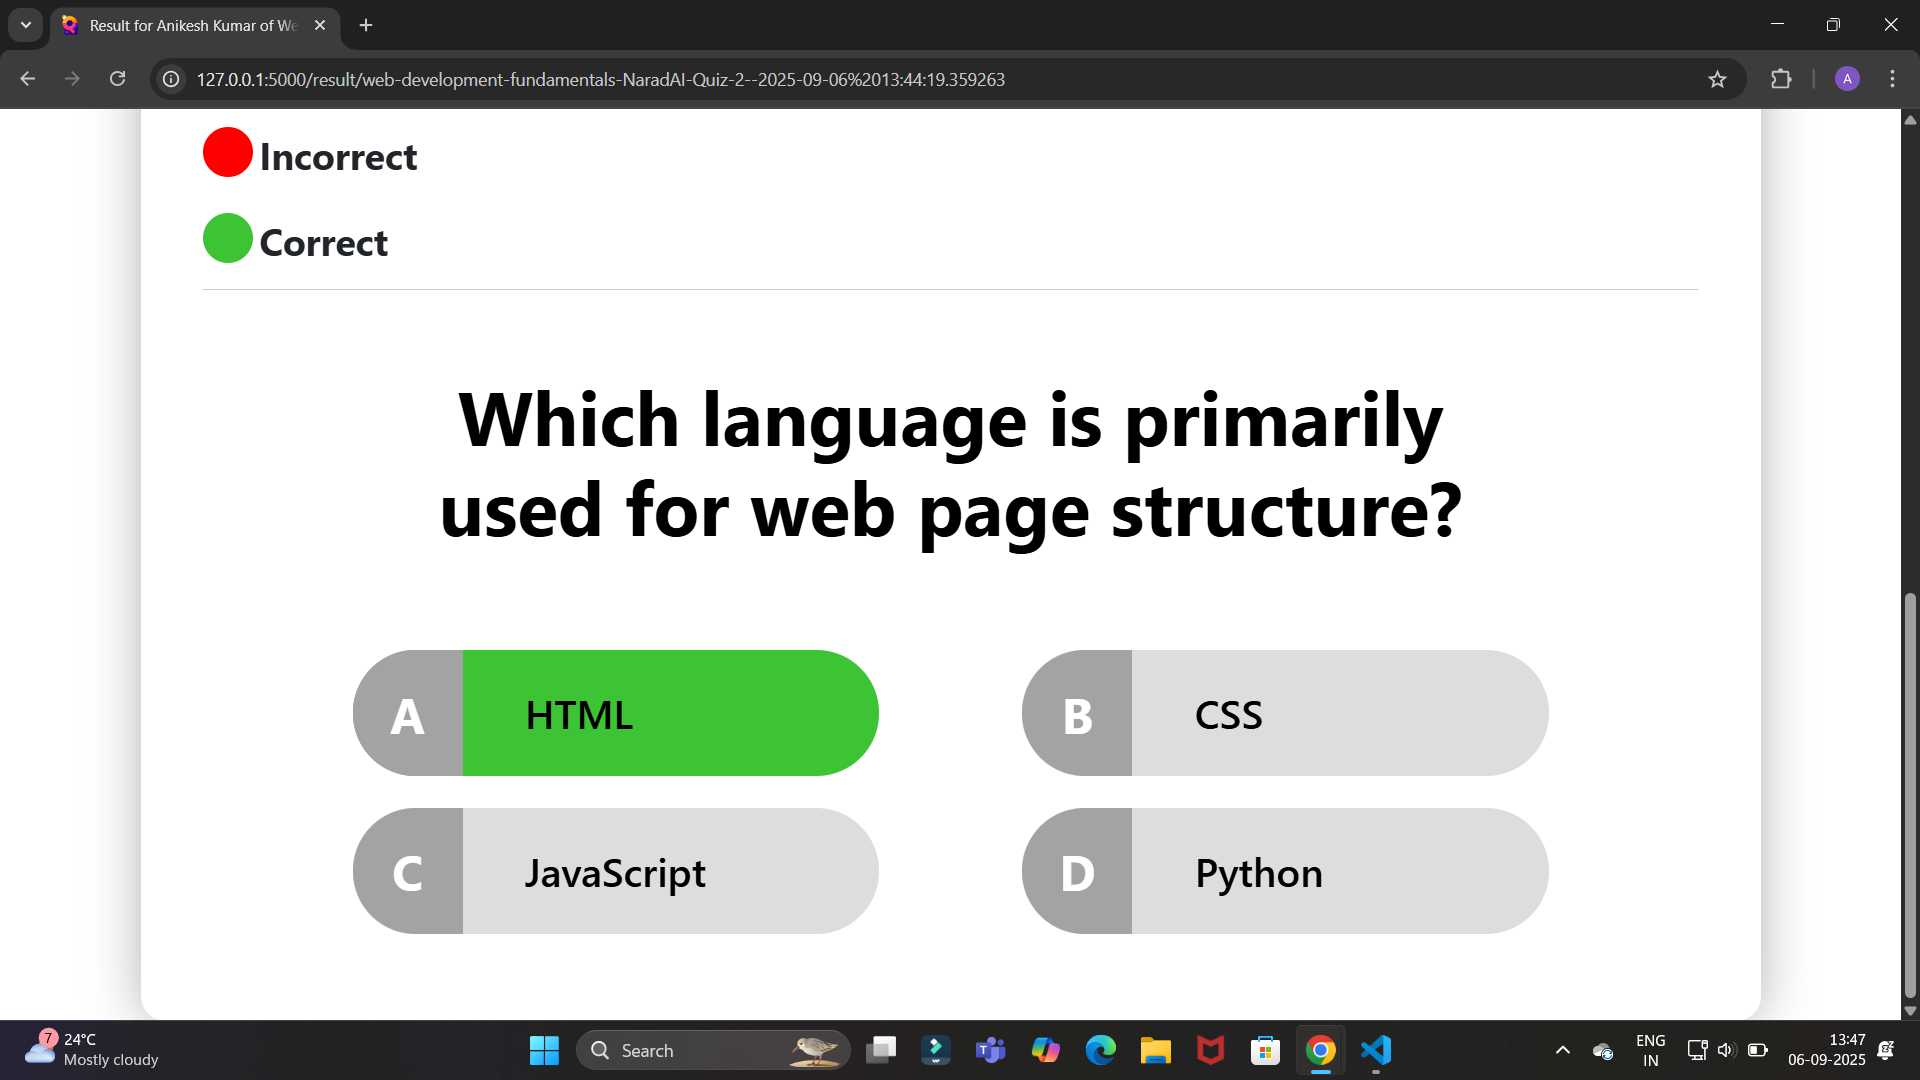 Result for Anikesh Kumar of We
127.0.0.1:5000/result/web-development-fundamentals-NaradAI-Quiz-2--2025-09-06%2013:44:19.359263
A
Incorrect
Correct
Which language is primarily
used for web page structure?
A HTML
B CSS
C JavaScript
D Python
7
24°C
Mostly cloudy
Search
ENG
IN
13:47
06-09-2025